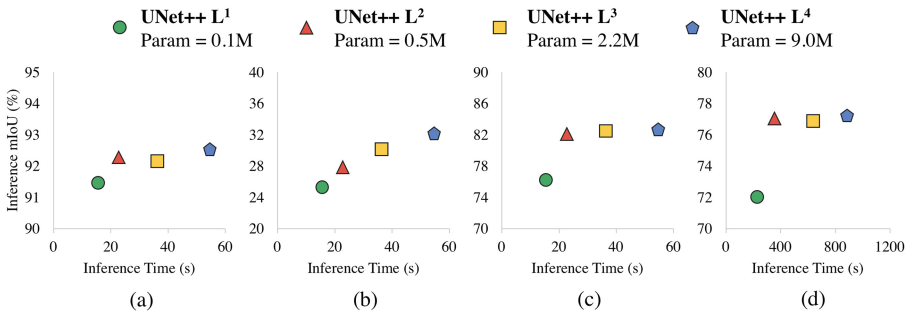 UNet++ L¹ UNet++ L² UNet++ L³ UNet++ L⁴
Param = 0.1M Param = 0.5M Param = 2.2M Param = 9.0M
Inference mIoU (%)
95
94
93
92
91
90
0 20 40 60
Inference Time (s)
(a)
40
36
32
28
24
20
0 20 40 60
Inference Time (s)
(b)
90
86
82
78
74
70
0 20 40 60
Inference Time (s)
(c)
80
78
76
74
72
70
0 400 800 1200
Inference Time (s)
(d)